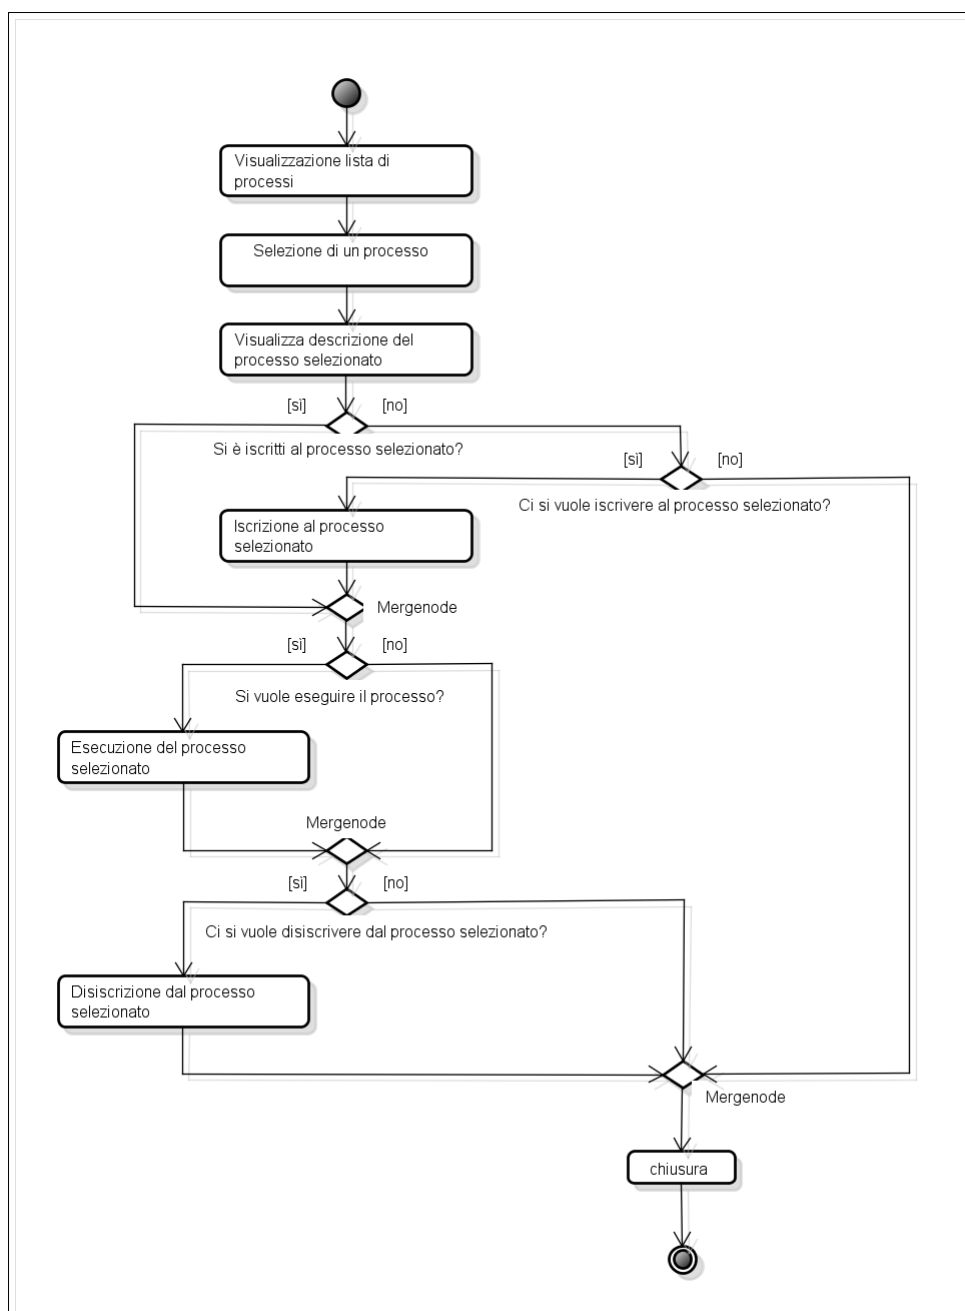 Visualizzazione lista di
processi
Selezione di un processo
Visualizza descrizione del
processo selezionato
[sì]
[no]
Si è iscritti al processo selezionato?
[sì]
[no]
Ci si vuole iscrivere al processo selezionato?
Iscrizione al processo
selezionato
Mergenode
[sì]
[no]
Si vuole eseguire il processo?
Esecuzione del processo
selezionato
Mergenode
[sì]
[no]
Ci si vuole disiscrivere dal processo selezionato?
Disiscrizione dal processo
selezionato
Mergenode
chiusura